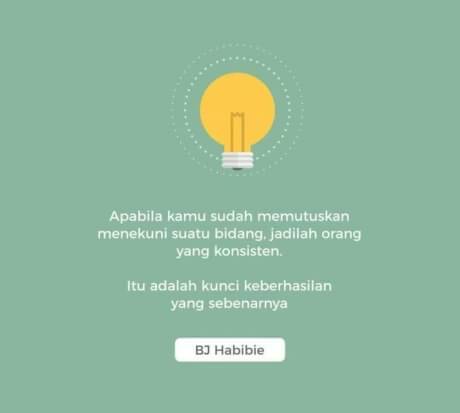 Apabila kamu sudah memutuskan
menekuni suatu bidang, jadilah orang
yang konsisten.
Itu adalah kunci keberhasilan
yang sebenarnya
BJ Habibie